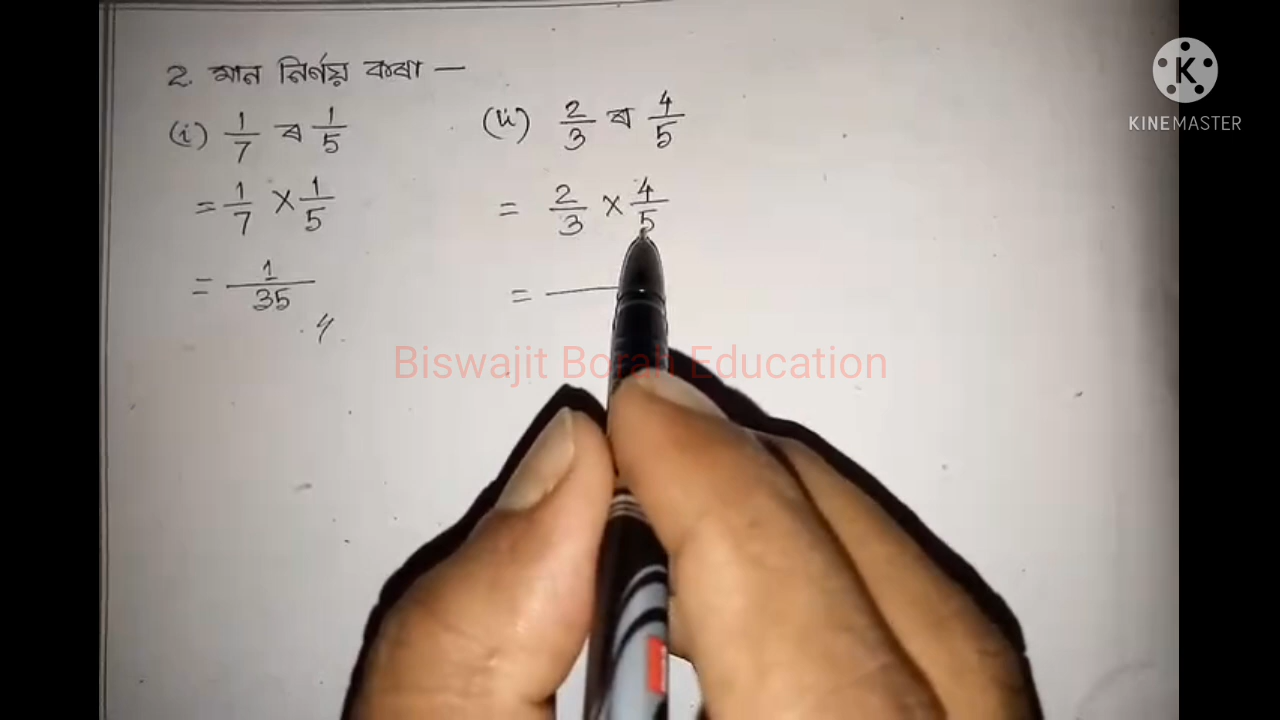 2. মান নির্ণয় কৰা —
(i) 1/7 ৰ 1/5
= 1/7 × 1/5
= 1/35
(ii) 2/3 ৰ 4/5
= 2/3 × 4/5
=
Biswajit Borah Education
K
KINEMASTER